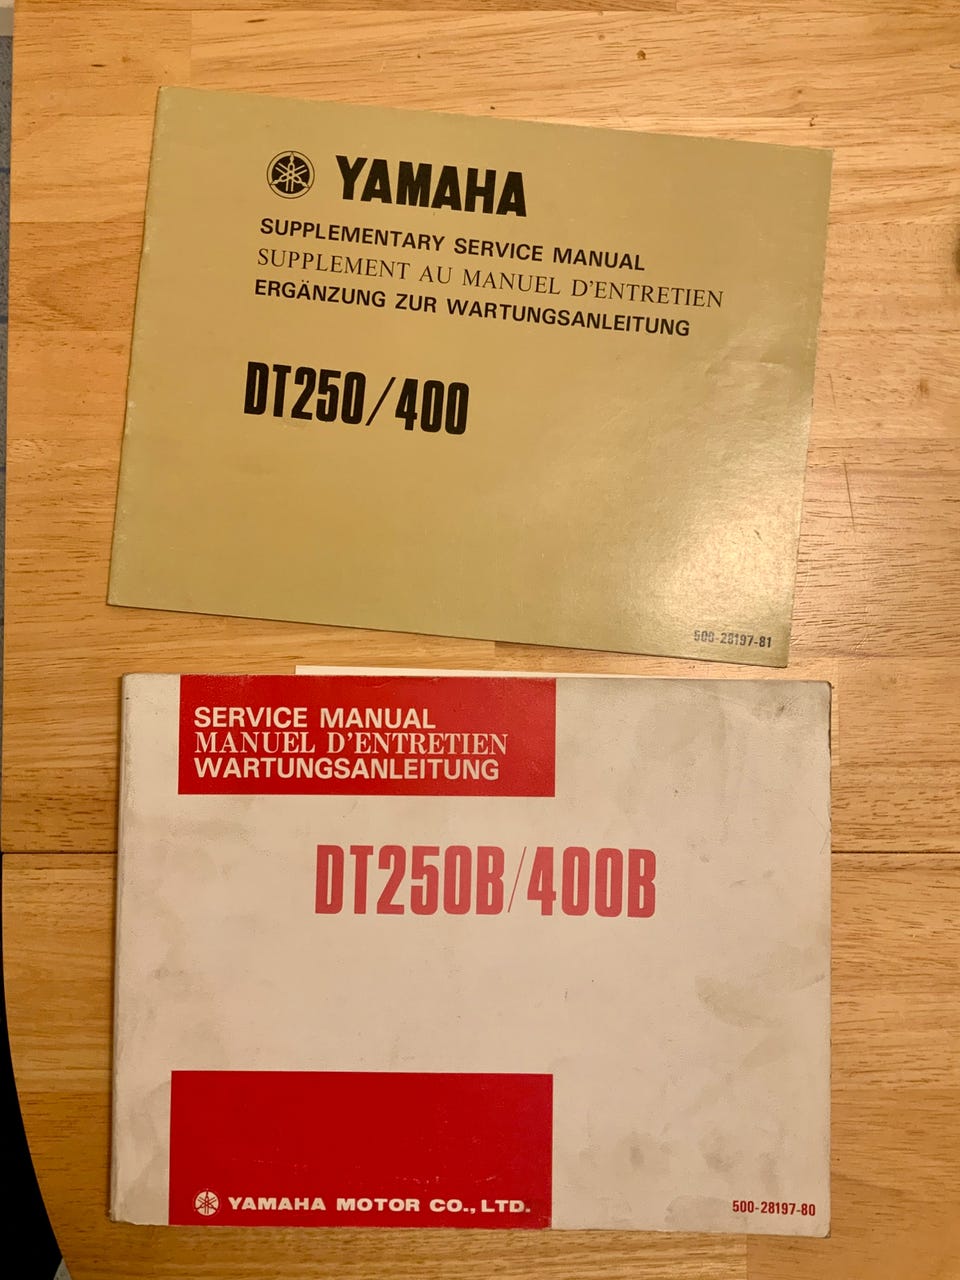 YAMAHA
SUPPLEMENTARY SERVICE MANUAL
SUPPLEMENT AU MANUEL D'ENTRETIEN
ERGÄNZUNG ZUR WARTUNGSANLEITUNG
DT250/400
500-28197-81
SERVICE MANUAL
MANUEL D'ENTRETIEN
WARTUNGSANLEITUNG
DT250B/400B
YAMAHA MOTOR CO., LTD.
500-28197-80